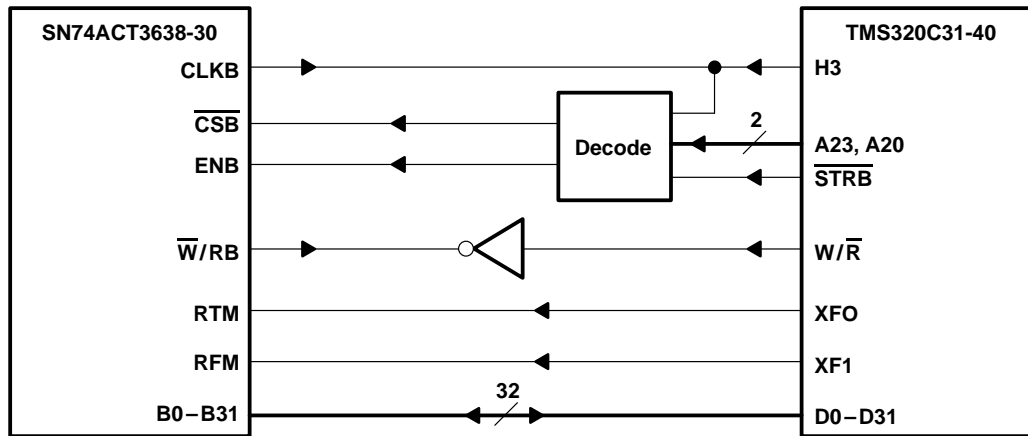 SN74ACT3638-30
TMS320C31-40
CLKB
H3
CSB
2
Decode
A23, A20
ENB
STRB
W/RB
W/R
RTM
XFO
RFM
XF1
32
B0–B31
D0–D31